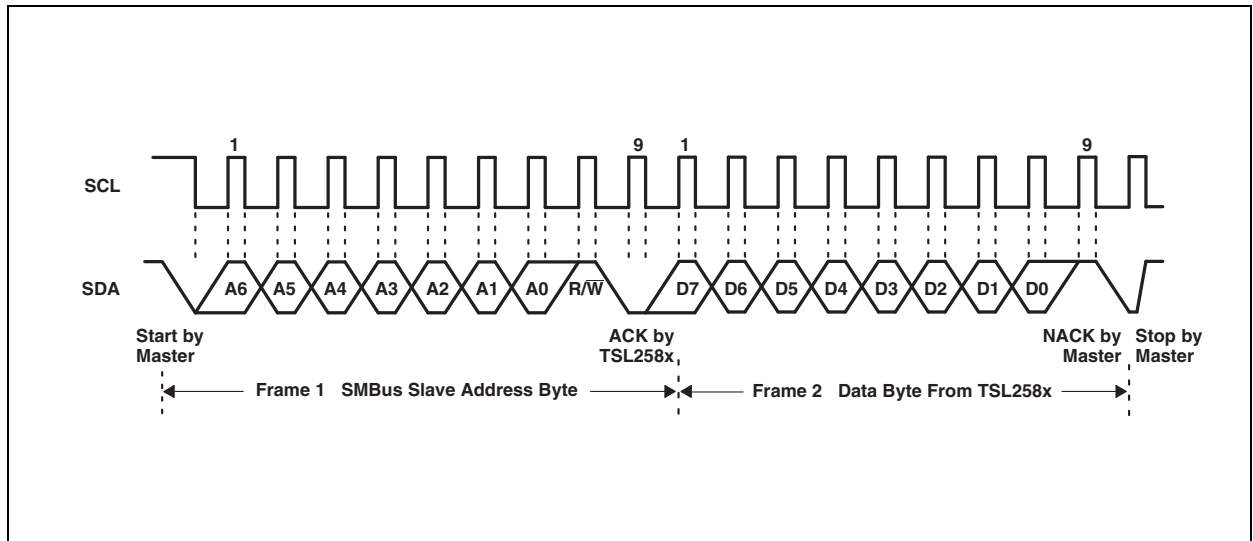 1 9 1 9
SCL
SDA
A6 A5 A4 A3 A2 A1 A0 R/W̅ D7 D6 D5 D4 D3 D2 D1 D0
Start by
Master
ACK by
TSL258x
NACK by
Master
Stop by
Master
Frame 1 SMBus Slave Address Byte
Frame 2 Data Byte From TSL258x